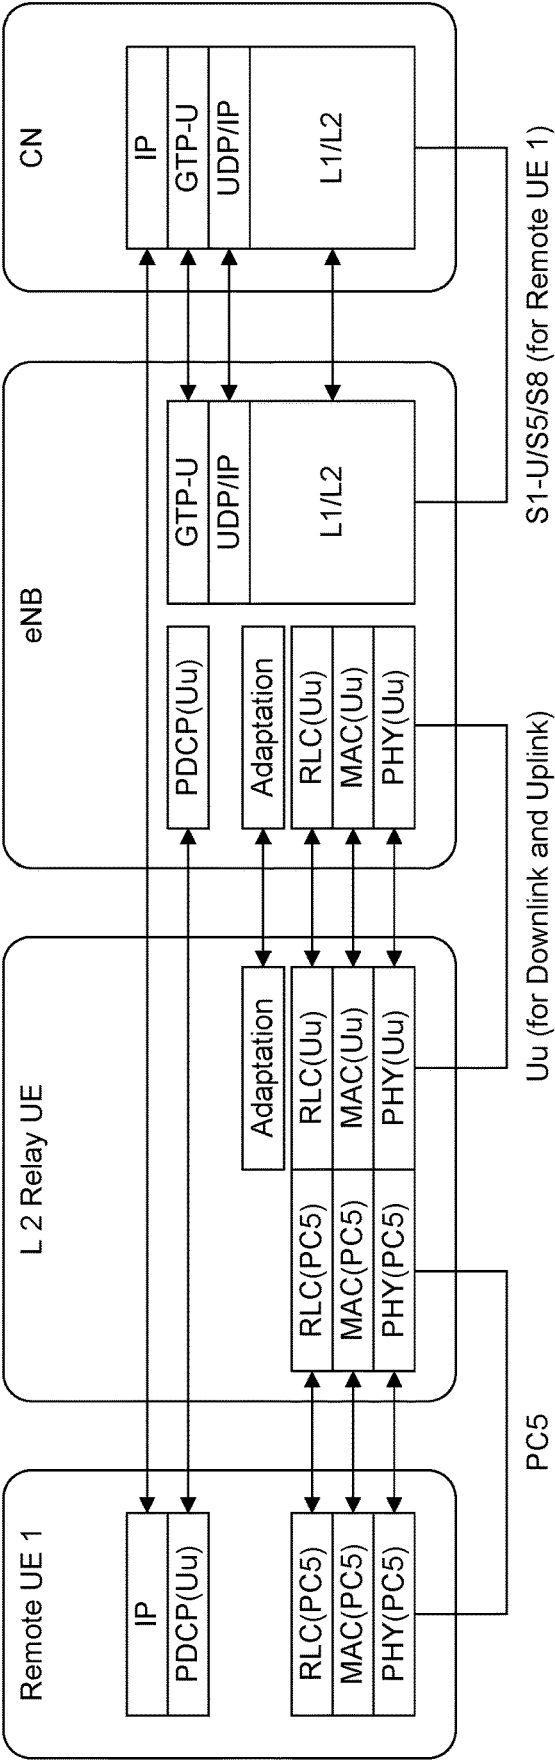 Remote UE 1
IP
PDCP(Uu)
RLC(PC5)
MAC(PC5)
PHY(PC5)
L 2 Relay UE
Adaptation
RLC(PC5)
RLC(Uu)
MAC(PC5)
MAC(Uu)
PHY(PC5)
PHY(Uu)
eNB
PDCP(Uu)
Adaptation
RLC(Uu)
MAC(Uu)
PHY(Uu)
GTP-U
UDP/IP
L1/L2
CN
IP
GTP-U
UDP/IP
L1/L2
PC5
Uu (for Downlink and Uplink)
S1-U/S5/S8 (for Remote UE 1)